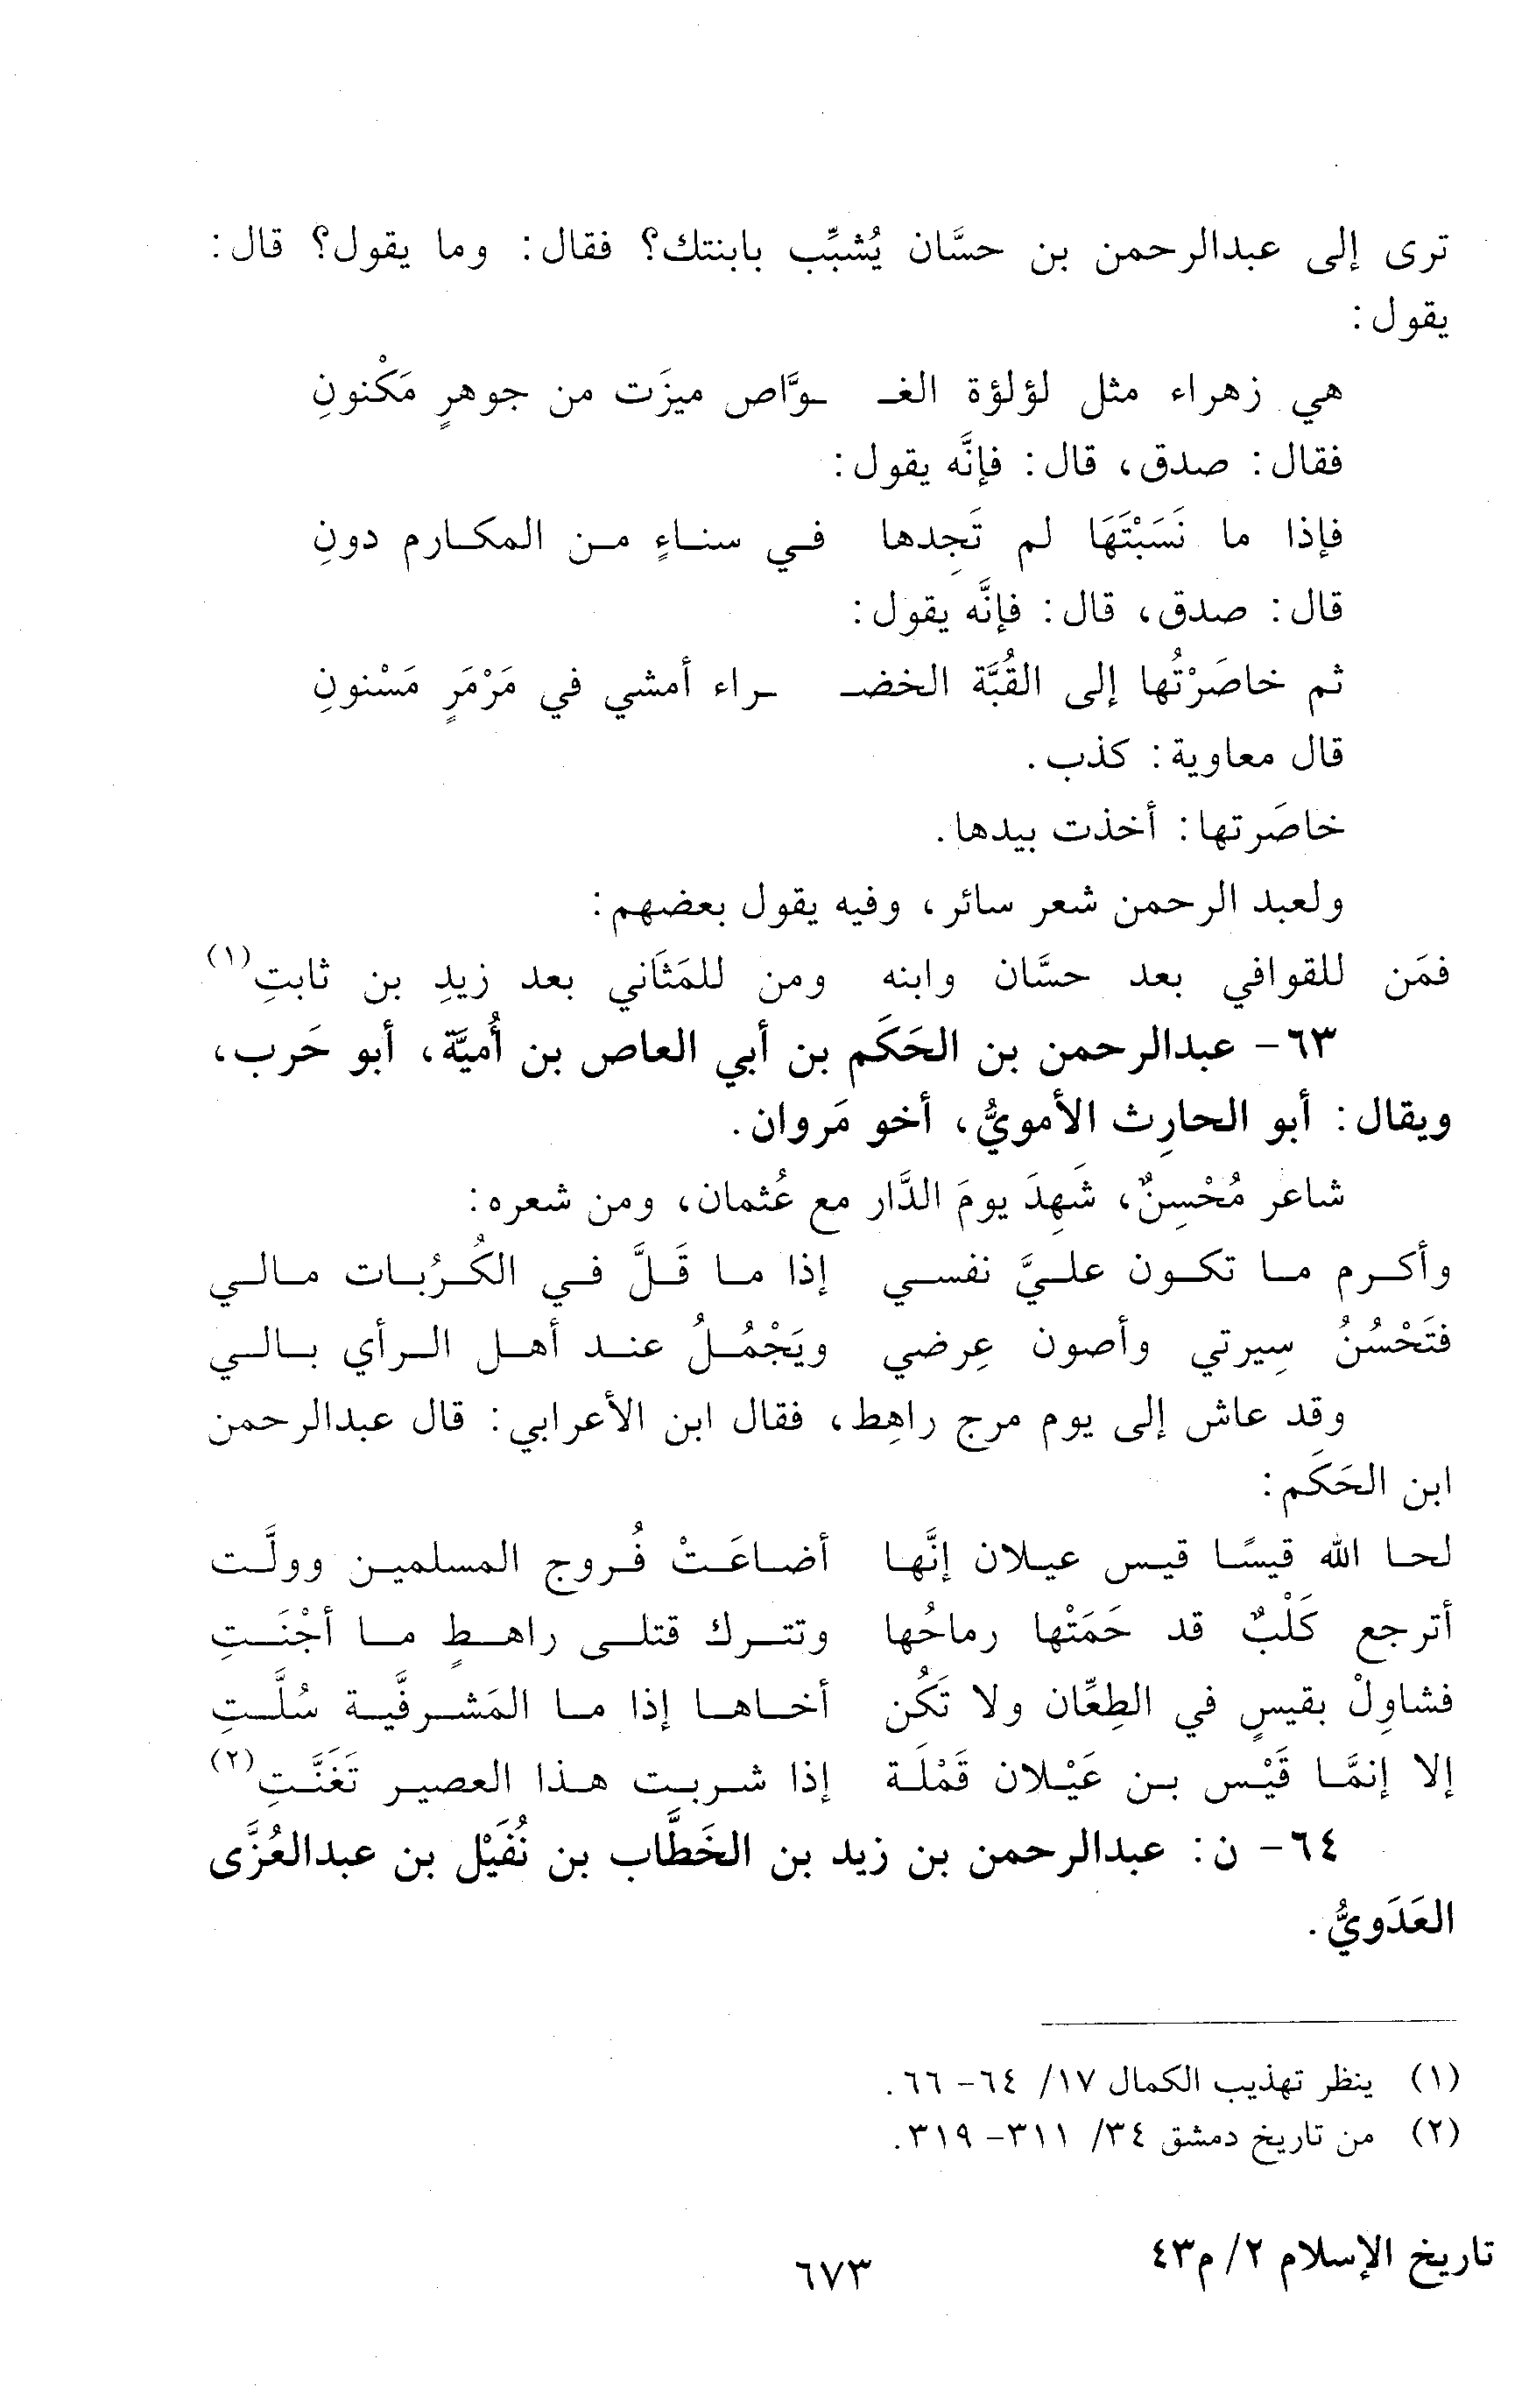 ترى إلى عبدالرحمن بن حسَّان يُشبِّب بابنتك؟ فقال: وما يقول؟ قال:
يقول:
هي زهراء مثل لؤلؤة الغـ ـوَّاص ميزَت من جوهرٍ مَكْنونِ
فقال: صدق، قال: فإنَّه يقول:
فإذا ما نَسَبْتَهَا لم تَجِدها في سناءٍ من المكارم دونِ
قال: صدق، قال: فإنَّه يقول:
ثم خاصَرْتُها إلى القُبَّة الخضـ ـراء أمشي في مَرْمَرٍ مَسْنونِ
قال معاوية: كذب.
خاصَرتها: أخذت بيدها.
ولعبد الرحمن شعر سائر، وفيه يقول بعضهم:
فمَن للقوافي بعد حسَّان وابنه ومن للمَثَاني بعد زيدِ بن ثابتِ(١)
٦٣- عبدالرحمن بن الحَكَم بن أبي العاص بن أُميَّة، أبو حَرب،
ويقال: أبو الحارِث الأمويُّ، أخو مَروان.
شاعر مُحْسِنٌ، شَهِدَ يومَ الدَّار مع عُثمان، ومن شعره:
وأكرم ما تكون عليَّ نفسي إذا ما قَلَّ في الكُرُبات مالي
فتَحْسُنُ سِيرتي وأصون عِرضي ويَجْمُلُ عند أهل الرأي بالي
وقد عاش إلى يوم مرج راهِط، فقال ابن الأعرابي: قال عبدالرحمن
ابن الحَكَم:
لحا الله قيسًا قيس عيلان إنَّها أضاعَتْ فُروج المسلمين وولَّت
أترجع كَلْبٌ قد حَمَتْها رماحُها وتترك قتلى راهطٍ ما أجْنَتِ
فشاوِلْ بقيسٍ في الطِعِّان ولا تَكُن أخاها إذا ما المَشرفَّية سُلَّتِ
إلا إنمَّا قَيْس بن عَيْلان قَمْلَة إذا شربت هذا العصير تَغَنَّتِ(٢)
٦٤- ن: عبدالرحمن بن زيد بن الخَطَّاب بن نُفَيْل بن عبدالعُزَّى
العَدَويُّ.
(١) ينظر تهذيب الكمال ١٧/ ٦٤- ٦٦.
(٢) من تاريخ دمشق ٣٤/ ٣١١- ٣١٩.
تاريخ الإسلام ٢/ م٤٣
٦٧٣